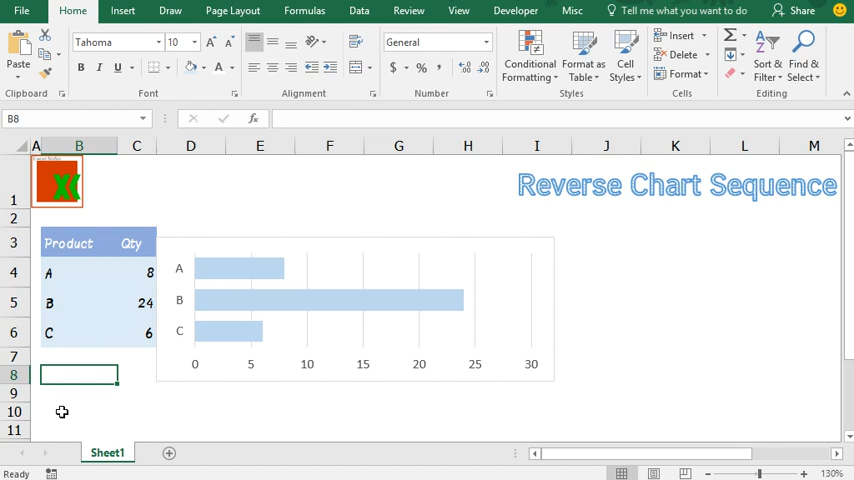 File Home Insert Draw Page Layout Formulas Data Review View Developer Misc Tell me what you want to do Share
Tahoma 10 General Insert
Paste B I U $ % , Conditional Formatting Format as Table Cell Styles Delete Format Sort & Filter Find & Select
Clipboard Font Alignment Number Styles Cells Editing
B8 fx
A B C D E F G H I J K L M
1 Reverse Chart Sequence
2
3 Product Qty
4 A 8 A
5 B 24 B
6 C 6 C
7 0 5 10 15 20 25 30
8
9
10
11
Sheet1
Ready 130%